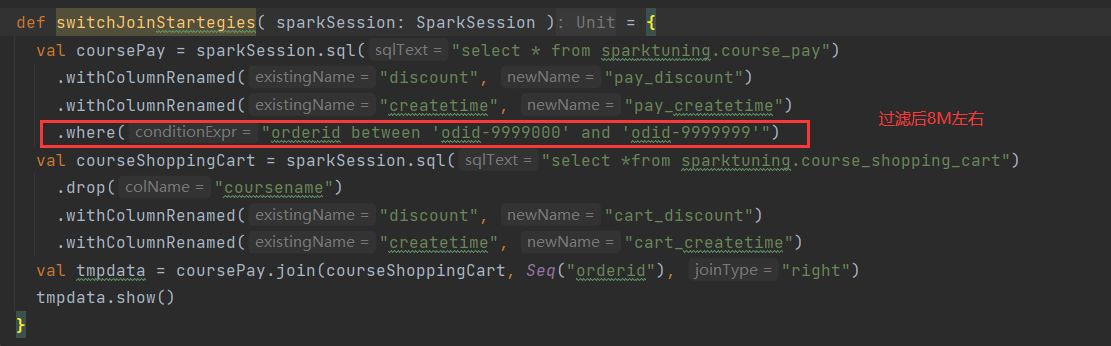 def switchJoinStartegies( sparkSession: SparkSession ): Unit = {
val coursePay = sparkSession.sql( sqlText = "select * from sparktuning.course_pay")
.withColumnRenamed( existingName = "discount", newName = "pay_discount")
.withColumnRenamed( existingName = "createtime", newName = "pay_createtime")
.where( conditionExpr = "orderid between 'odid-9999000' and 'odid-9999999'")
过滤后8M左右
val courseShoppingCart = sparkSession.sql( sqlText = "select *from sparktuning.course_shopping_cart")
.drop( colName = "coursename")
.withColumnRenamed( existingName = "discount", newName = "cart_discount")
.withColumnRenamed( existingName = "createtime", newName = "cart_createtime")
val tmpdata = coursePay.join(courseShoppingCart, Seq("orderid"), joinType = "right")
tmpdata.show()
}